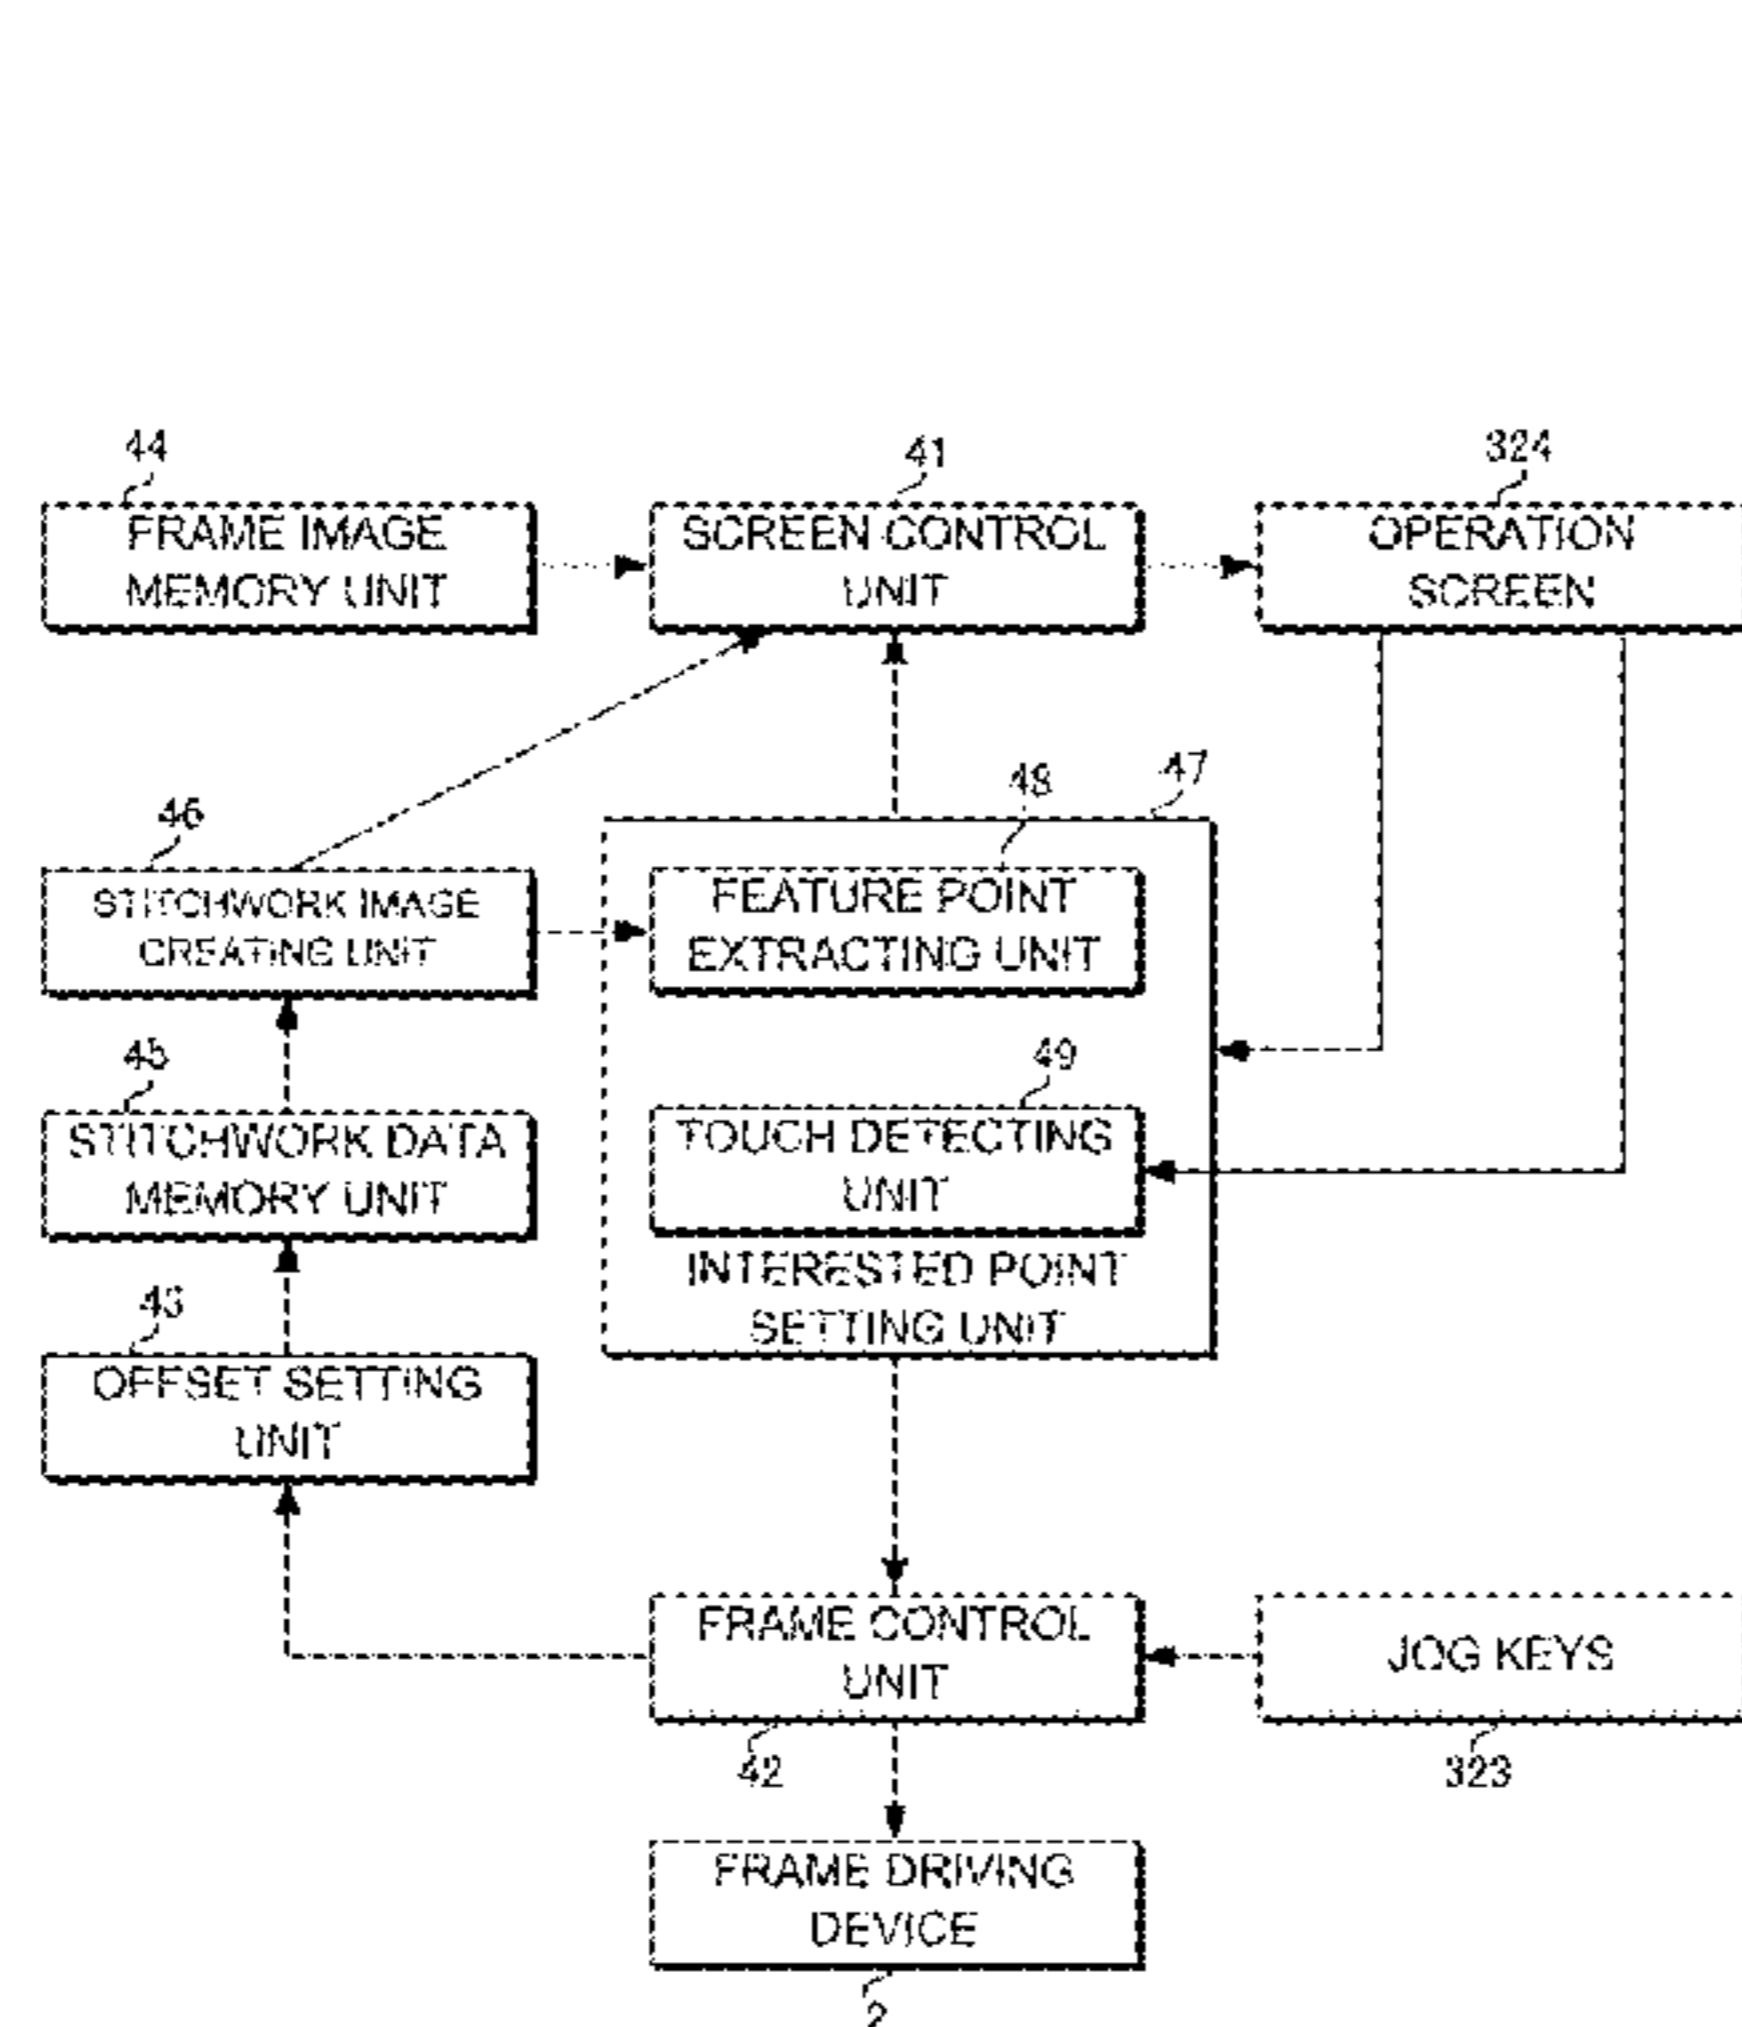 44
41
324
FRAME IMAGE
MEMORY UNIT
SCREEN CONTROL
UNIT
OPERATION
SCREEN
46
48
47
STITCHWORK IMAGE
CREATING UNIT
FEATURE POINT
EXTRACTING UNIT
45
49
STITCHWORK DATA
MEMORY UNIT
TOUCH DETECTING
UNIT
INTERESTED POINT
SETTING UNIT
43
OFFSET SETTING
UNIT
FRAME CONTROL
UNIT
JOG KEYS
42
323
FRAME DRIVING
DEVICE
2